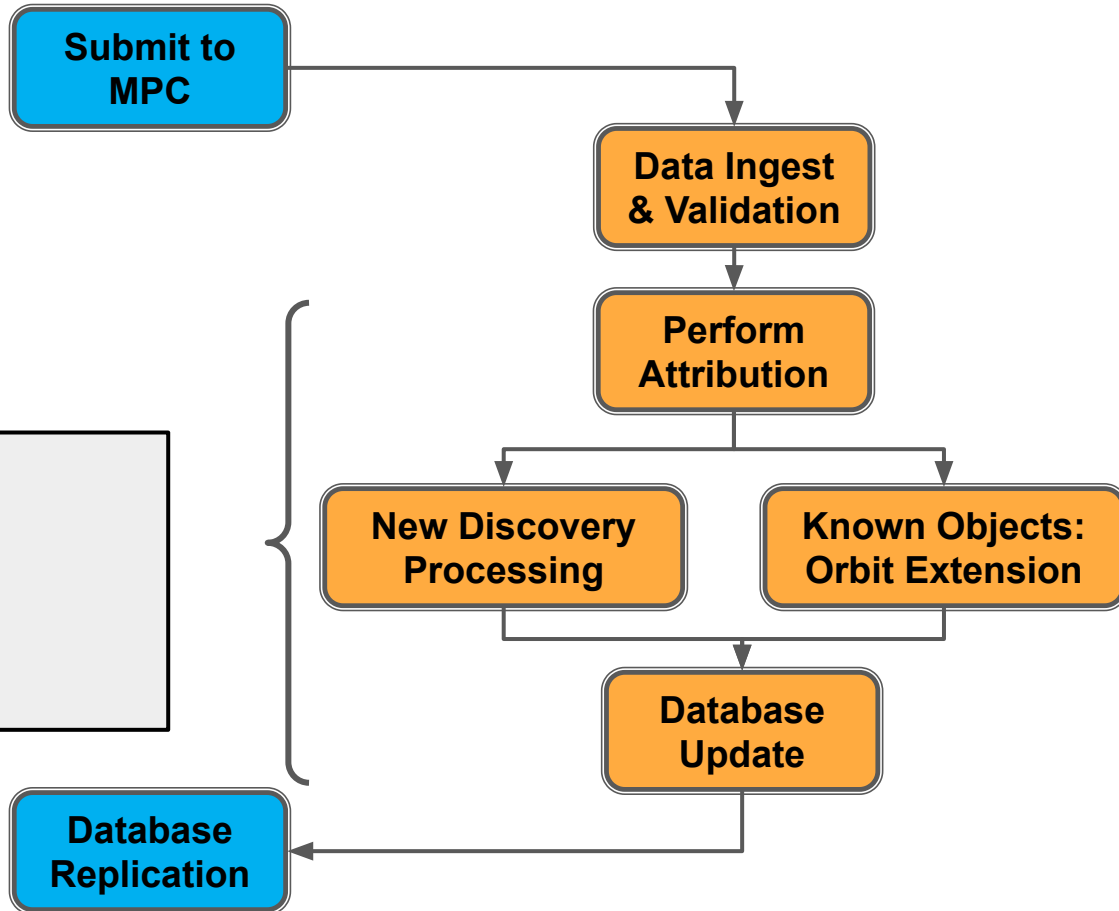 Submit to
MPC
Data Ingest
& Validation
Perform
Attribution
New Discovery
Processing
Known Objects:
Orbit Extension
Database
Update
Database
Replication